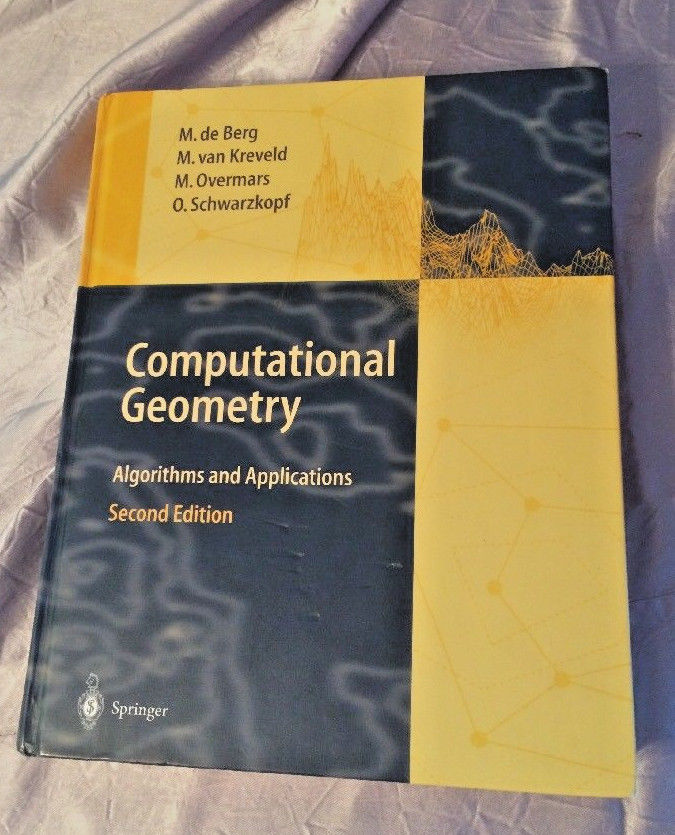 M. de Berg
M. van Kreveld
M. Overmars
O. Schwarzkopf
Computational
Geometry
Algorithms and Applications
Second Edition
Springer